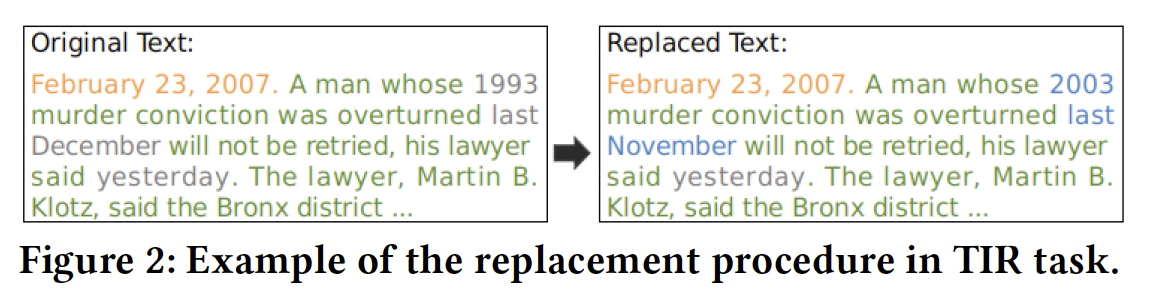 Original Text:
February 23, 2007. A man whose 1993
murder conviction was overturned last
December will not be retried, his lawyer
said yesterday. The lawyer, Martin B.
Klotz, said the Bronx district ...
Replaced Text:
February 23, 2007. A man whose 2003
murder conviction was overturned last
November will not be retried, his lawyer
said yesterday. The lawyer, Martin B.
Klotz, said the Bronx district ...
Figure 2: Example of the replacement procedure in TIR task.